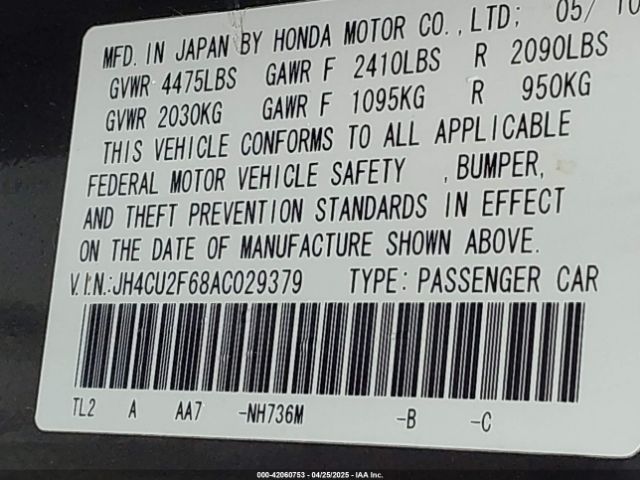 MFD. IN JAPAN BY HONDA MOTOR CO., LTD; 05/10
GVWR 4475LBS GAWR F 2410LBS R 2090LBS
GVWR 2030KG GAWR F 1095KG R 950KG
THIS VEHICLE CONFORMS TO ALL APPLICABLE
FEDERAL MOTOR VEHICLE SAFETY , BUMPER,
AND THEFT PREVENTION STANDARDS IN EFFECT
ON THE DATE OF MANUFACTURE SHOWN ABOVE.
V.I.N.:JH4CU2F68AC029379 TYPE: PASSENGER CAR
TL2 A AA7 -NH736M -B -C
000-42060753 - 04/25/2025 - IAA Inc.